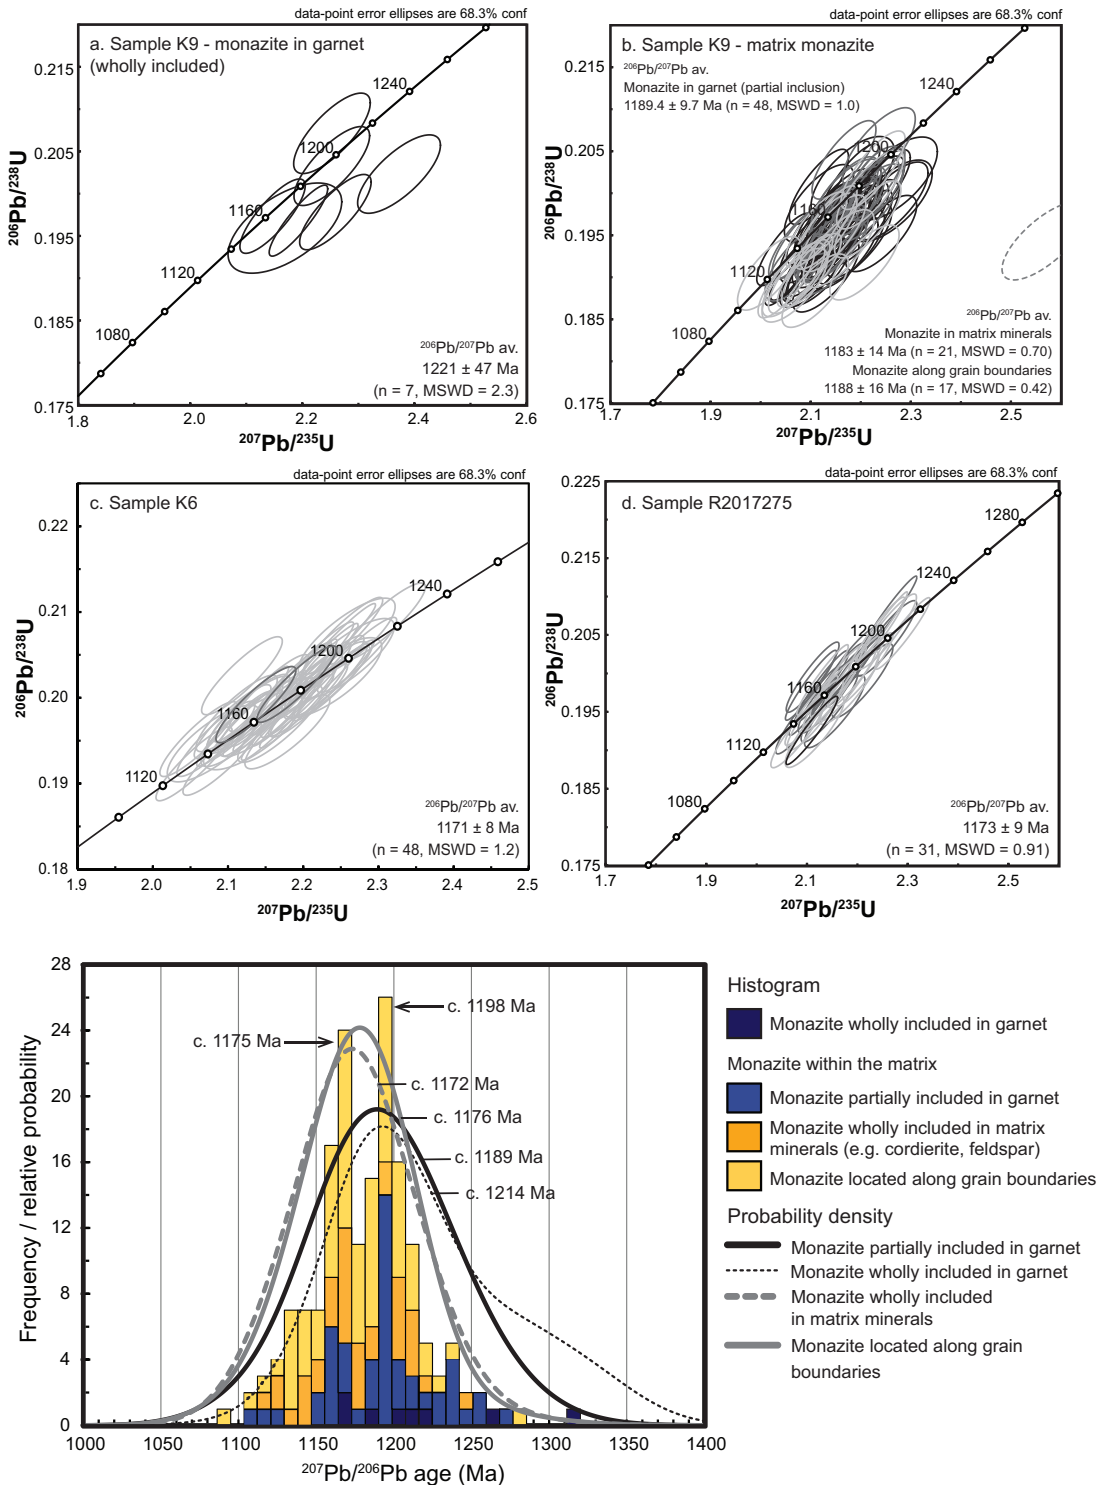 data-point error ellipses are 68.3% conf
a. Sample K9 - monazite in garnet
(wholly included)
0.215
0.205
0.195
0.185
0.175
²⁰⁶Pb/²³⁸U
1240
1200
1160
1120
1080
²⁰⁶Pb/²⁰⁷Pb av.
1221 ± 47 Ma
(n = 7, MSWD = 2.3)
1.8 2.0 2.2 2.4 2.6
²⁰⁷Pb/²³⁵U
data-point error ellipses are 68.3% conf
b. Sample K9 - matrix monazite
²⁰⁶Pb/²⁰⁷Pb av.
Monazite in garnet (partial inclusion)
1189.4 ± 9.7 Ma (n = 48, MSWD = 1.0)
0.215
0.205
0.195
0.185
0.175
²⁰⁶Pb/²³⁸U
1240
1200
1160
1120
1080
²⁰⁶Pb/²⁰⁷Pb av.
Monazite in matrix minerals
1183 ± 14 Ma (n = 21, MSWD = 0.70)
Monazite along grain boundaries
1188 ± 16 Ma (n = 17, MSWD = 0.42)
1.7 1.9 2.1 2.3 2.5
²⁰⁷Pb/²³⁵U
data-point error ellipses are 68.3% conf
c. Sample K6
0.22
0.21
0.20
0.19
0.18
²⁰⁶Pb/²³⁸U
1240
1200
1160
1120
²⁰⁶Pb/²⁰⁷Pb av.
1171 ± 8 Ma
(n = 48, MSWD = 1.2)
1.9 2.0 2.1 2.2 2.3 2.4 2.5
²⁰⁷Pb/²³⁵U
data-point error ellipses are 68.3% conf
d. Sample R2017275
0.225
0.215
0.205
0.195
0.185
0.175
²⁰⁶Pb/²³⁸U
1280
1240
1200
1160
1120
1080
²⁰⁶Pb/²⁰⁷Pb av.
1173 ± 9 Ma
(n = 31, MSWD = 0.91)
1.7 1.9 2.1 2.3 2.5
²⁰⁷Pb/²³⁵U
28
24
20
16
12
8
4
0
Frequency / relative probability
c. 1198 Ma
c. 1175 Ma
c. 1172 Ma
c. 1176 Ma
c. 1189 Ma
c. 1214 Ma
1000 1050 1100 1150 1200 1250 1300 1350 1400
²⁰⁷Pb/²⁰⁶Pb age (Ma)
Histogram
Monazite wholly included in garnet
Monazite within the matrix
Monazite partially included in garnet
Monazite wholly included in matrix
minerals (e.g. cordierite, feldspar)
Monazite located along grain boundaries
Probability density
Monazite partially included in garnet
Monazite wholly included in garnet
Monazite wholly included
in matrix minerals
Monazite located along grain
boundaries